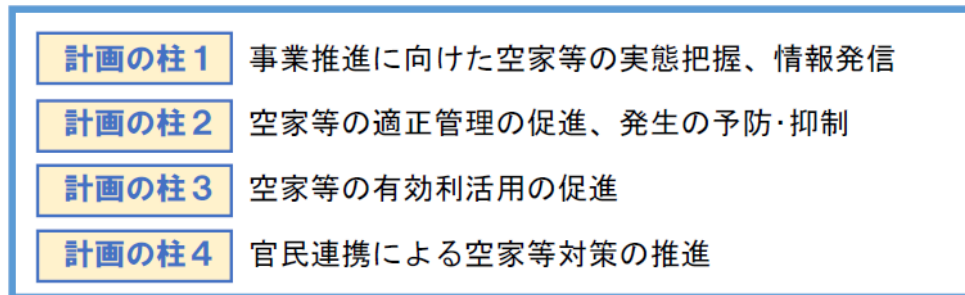 計画の柱１ 事業推進に向けた空家等の実態把握、情報発信
計画の柱２ 空家等の適正管理の促進、発生の予防･抑制
計画の柱３ 空家等の有効利活用の促進
計画の柱４ 官民連携による空家等対策の推進